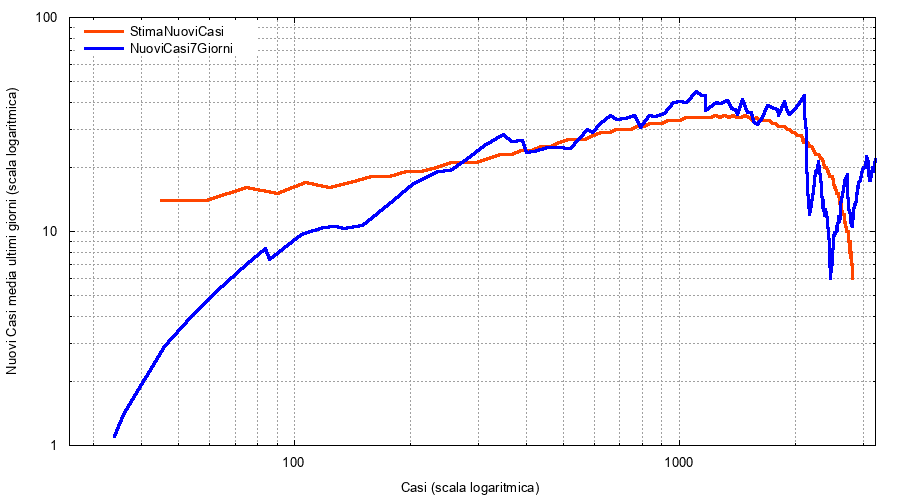 100
StimaNuoviCasi
NuoviCasi7Giorni
Nuovi Casi media ultimi giorni (scala logaritmica)
10
1
100
1000
Casi (scala logaritmica)